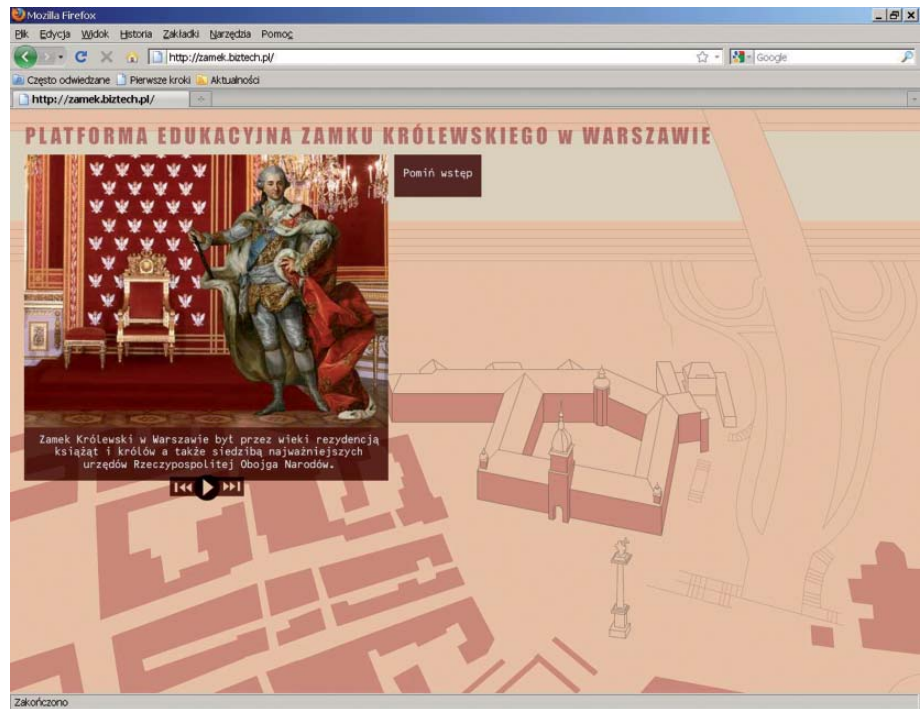 Mozilla Firefox
Plik Edycja Widok Historia Zakładki Narzędzia Pomoc
http://zamek.biztech.pl/
Google
Często odwiedzane Pierwsze kroki Aktualności
http://zamek.biztech.pl/
PLATFORMA EDUKACYJNA ZAMKU KRÓLEWSKIEGO w WARSZAWIE
Pomiń wstęp
Zamek Królewski w Warszawie był przez wieki rezydencją
książąt i królów a także siedzibą najważniejszych
urzędów Rzeczypospolitej Obojga Narodów.
Zakończono